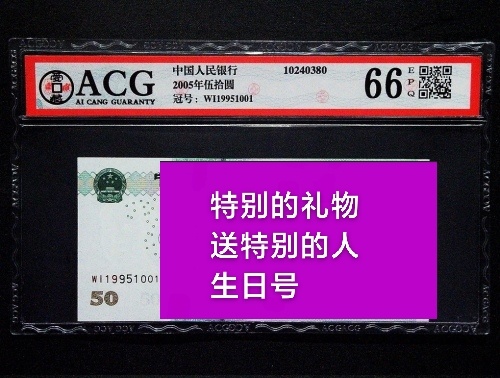 ACG
AI CANG GUARANTY
中国人民银行
2005年伍拾圆
冠号：WI19951001
10240380
66
EPQ
特别的礼物
送特别的人
生日号
WI19951001
50